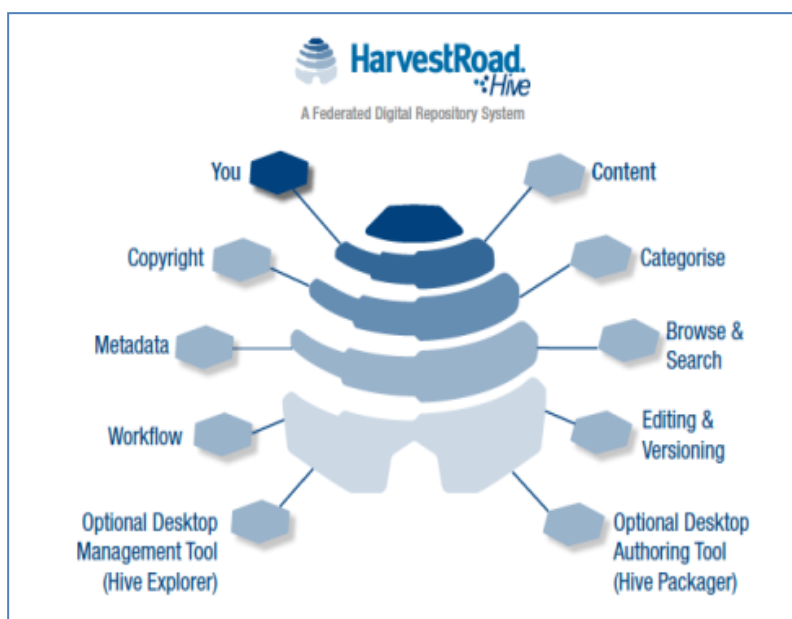 HarvestRoad.
Hive
A Federated Digital Repository System
You
Content
Copyright
Categorise
Metadata
Browse &
Search
Workflow
Editing &
Versioning
Optional Desktop
Management Tool
(Hive Explorer)
Optional Desktop
Authoring Tool
(Hive Packager)